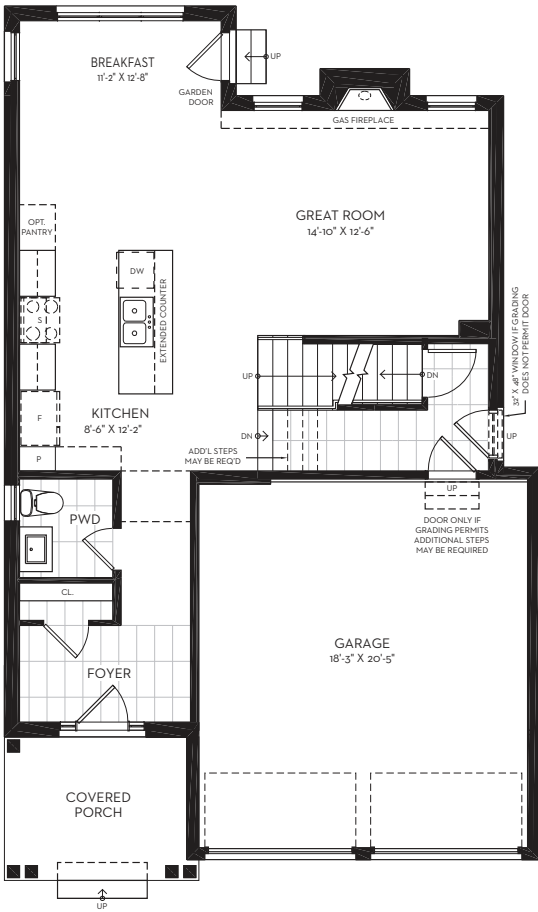 BREAKFAST
11'-2" X 12'-8"
UP
GARDEN
DOOR
GAS FIREPLACE
OPT.
PANTRY
GREAT ROOM
14'-10" X 12'-6"
DW
EXTENDED COUNTER
S
32" X 48" WINDOW IF GRADING
DOES NOT PERMIT DOOR
UP
DN
F
KITCHEN
8'-6" X 12'-2"
DN
UP
P
ADD'L STEPS
MAY BE REQ'D
UP
PWD
DOOR ONLY IF
GRADING PERMITS
ADDITIONAL STEPS
MAY BE REQUIRED
CL.
GARAGE
18'-3" X 20'-5"
FOYER
COVERED
PORCH
UP